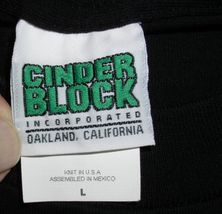 CINDER
BLOCK
INCORPORATED
OAKLAND, CALIFORNIA
KNIT IN U.S.A
ASSEMBLED IN MEXICO
L